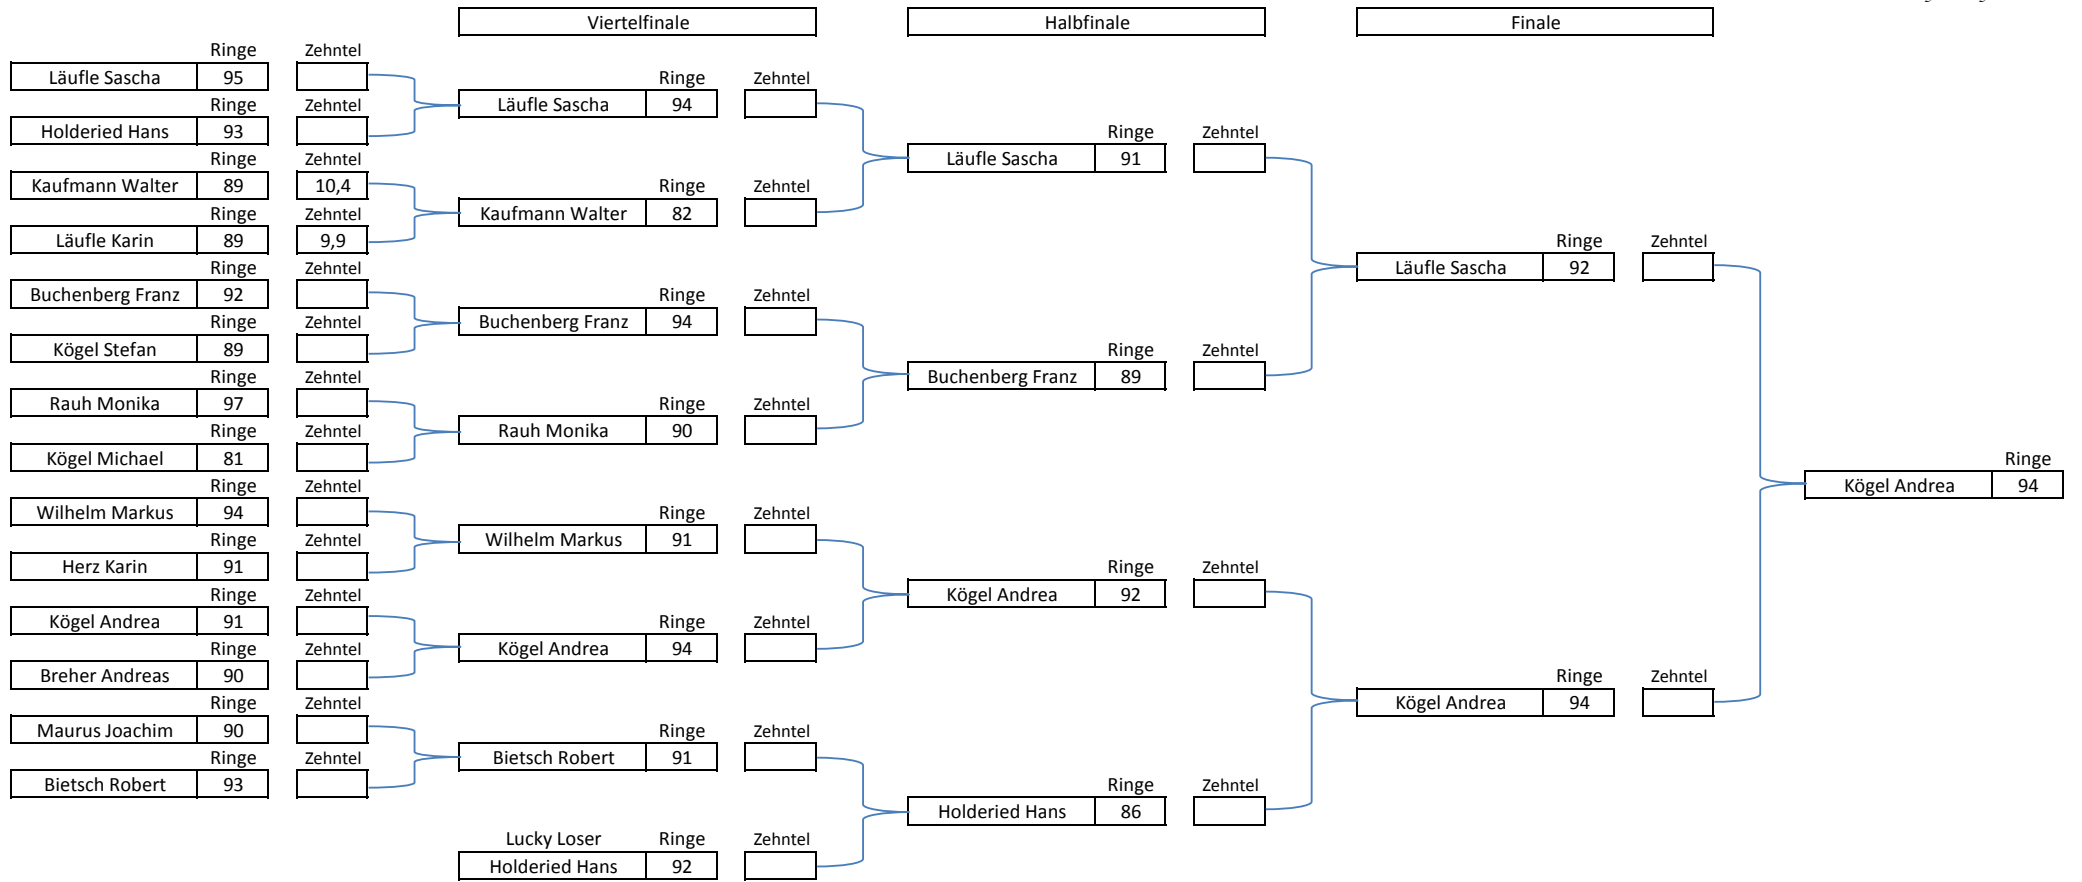 Viertelfinale Halbfinale Finale
Ringe Zehntel
Läufle Sascha 95 Ringe Zehntel
Ringe Zehntel Läufle Sascha 94
Holderied Hans 93 Ringe Zehntel
Ringe Zehntel Läufle Sascha 91
Kaufmann Walter 89 10,4 Ringe Zehntel
Ringe Zehntel Kaufmann Walter 82
Läufle Karin 89 9,9 Ringe Zehntel
Ringe Zehntel Läufle Sascha 92
Buchenberg Franz 92 Ringe Zehntel
Ringe Zehntel Buchenberg Franz 94
Kögel Stefan 89 Ringe Zehntel
Ringe Zehntel Buchenberg Franz 89
Rauh Monika 97 Ringe Zehntel
Ringe Zehntel Rauh Monika 90
Kögel Michael 81 Ringe
Ringe Zehntel Kögel Andrea 94
Wilhelm Markus 94 Ringe Zehntel
Ringe Zehntel Wilhelm Markus 91
Herz Karin 91 Ringe Zehntel
Ringe Zehntel Kögel Andrea 92
Kögel Andrea 91 Ringe Zehntel
Ringe Zehntel Kögel Andrea 94
Breher Andreas 90 Ringe Zehntel
Ringe Zehntel Kögel Andrea 94
Maurus Joachim 90 Ringe Zehntel
Ringe Zehntel Bietsch Robert 91
Bietsch Robert 93 Ringe Zehntel
Holderied Hans 86
Lucky Loser Ringe Zehntel
Holderied Hans 92